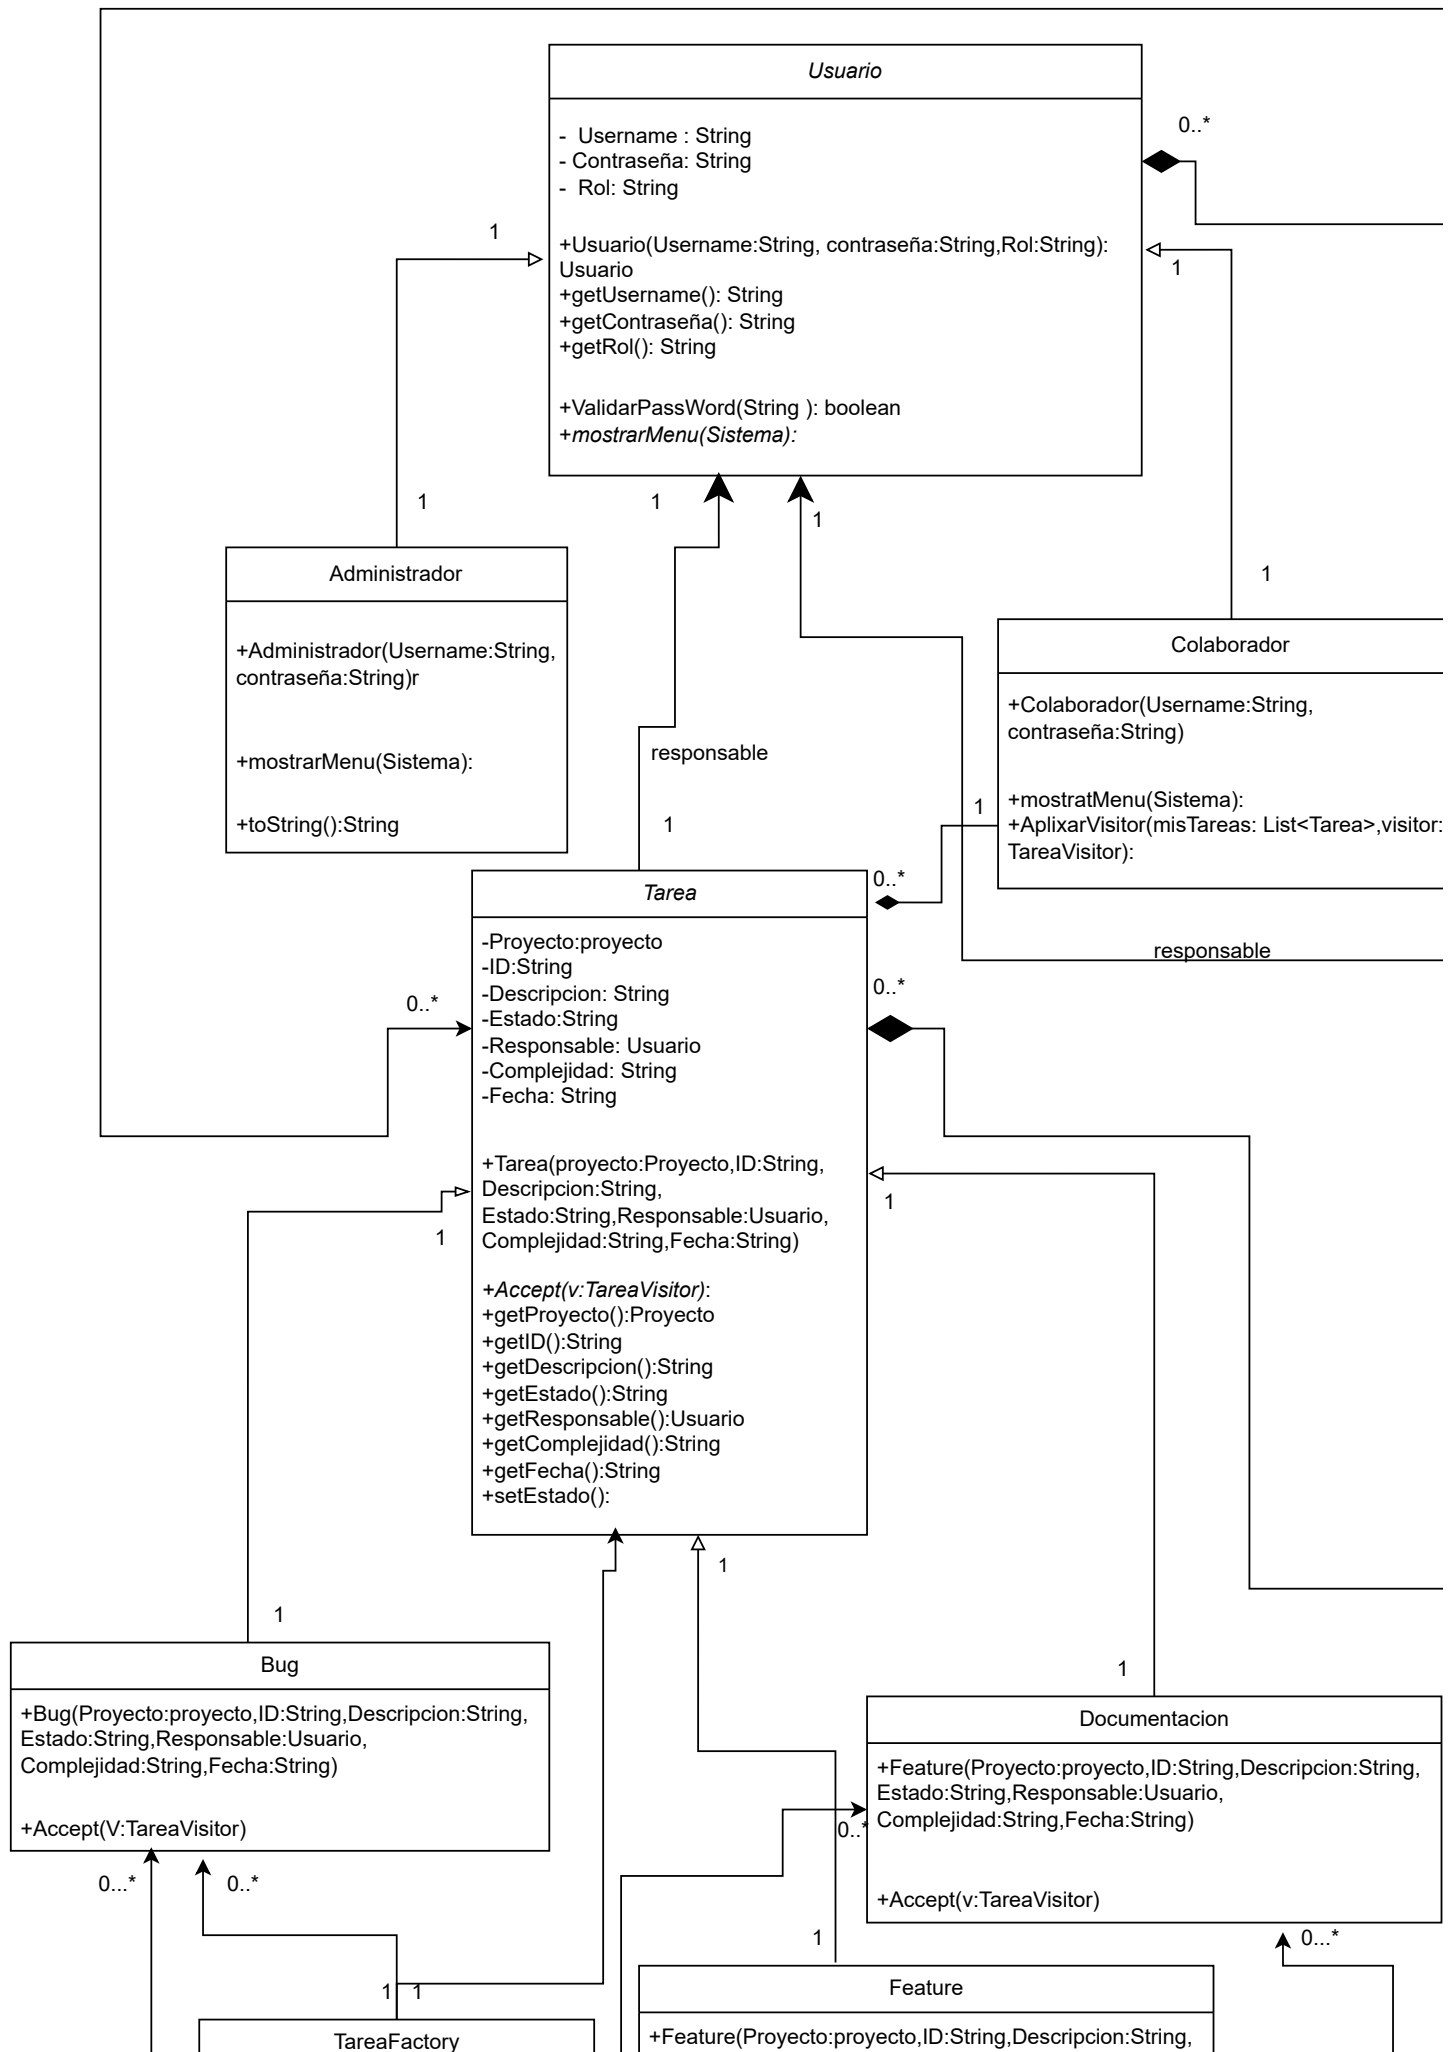 Usuario
- Username : String
- Contraseña: String
- Rol: String
+Usuario(Username:String, contraseña:String,Rol:String):
Usuario
+getUsername(): String
+getContraseña(): String
+getRol(): String
+ValidarPassWord(String ): boolean
+mostrarMenu(Sistema):
0..*
1
1
1
1
1
1
Administrador
+Administrador(Username:String,
contraseña:String)r
+mostrarMenu(Sistema):
+toString():String
Colaborador
+Colaborador(Username:String,
contraseña:String)
+mostratMenu(Sistema):
+AplixarVisitor(misTareas: List<Tarea>,visitor:
TareaVisitor):
responsable
1
1
0..*
responsable
0..*
0..*
Tarea
-Proyecto:proyecto
-ID:String
-Descripcion: String
-Estado:String
-Responsable: Usuario
-Complejidad: String
-Fecha: String
+Tarea(proyecto:Proyecto,ID:String,
Descripcion:String,
Estado:String,Responsable:Usuario,
Complejidad:String,Fecha:String)
+Accept(v:TareaVisitor):
+getProyecto():Proyecto
+getID():String
+getDescripcion():String
+getEstado():String
+getResponsable():Usuario
+getComplejidad():String
+getFecha():String
+setEstado():
1
1
1
1
1
Bug
+Bug(Proyecto:proyecto,ID:String,Descripcion:String,
Estado:String,Responsable:Usuario,
Complejidad:String,Fecha:String)
+Accept(V:TareaVisitor)
0...*
0..*
Documentacion
+Feature(Proyecto:proyecto,ID:String,Descripcion:String,
Estado:String,Responsable:Usuario,
Complejidad:String,Fecha:String)
+Accept(v:TareaVisitor)
0..*
0...*
1
1
1
TareaFactory
Feature
+Feature(Proyecto:proyecto,ID:String,Descripcion:String,